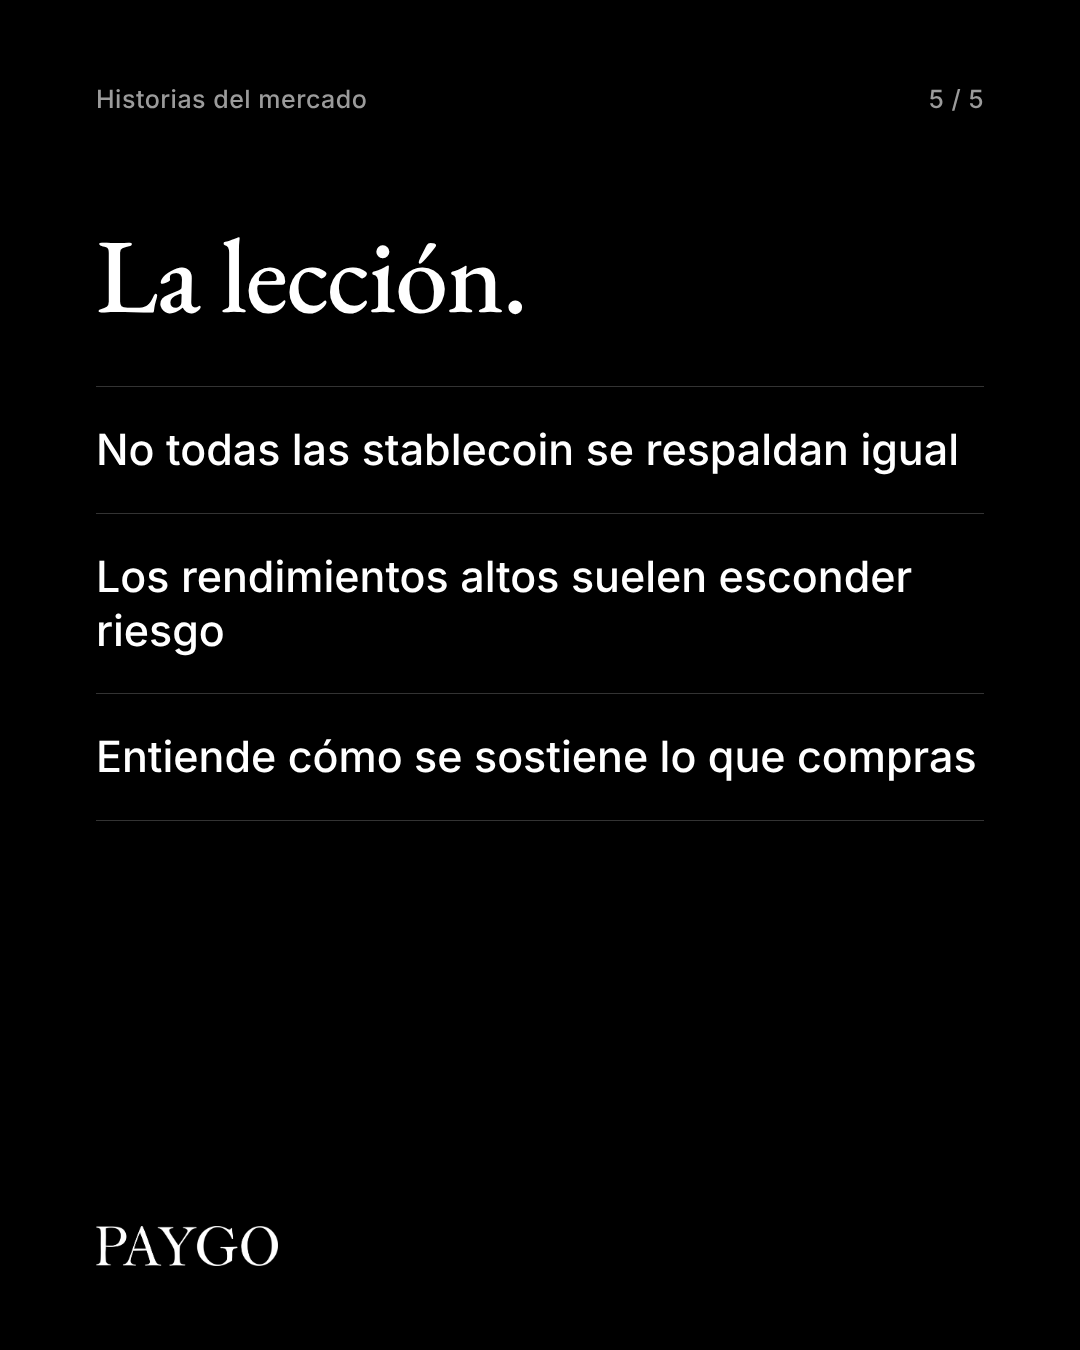 Historias del mercado
5 / 5
La lección.
No todas las stablecoin se respaldan igual
Los rendimientos altos suelen esconder
riesgo
Entiende cómo se sostiene lo que compras
PAYGO